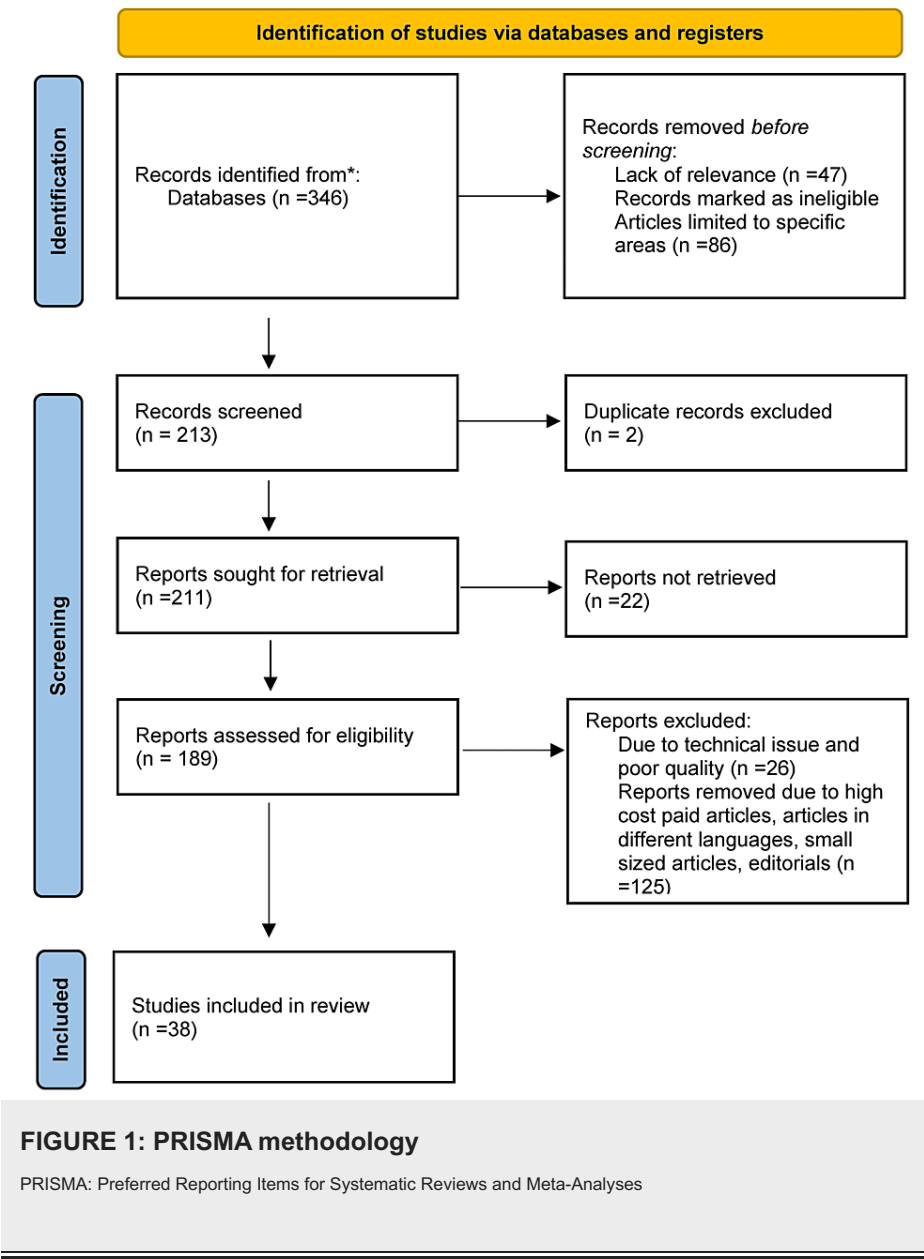 Identification of studies via databases and registers
Identification
Records identified from*:
Databases (n =346)
Records removed before
screening:
Lack of relevance (n =47)
Records marked as ineligible
Articles limited to specific
areas (n =86)
Screening
Records screened
(n = 213)
Duplicate records excluded
(n = 2)
Reports sought for retrieval
(n =211)
Reports not retrieved
(n =22)
Reports assessed for eligibility
(n = 189)
Reports excluded:
Due to technical issue and
poor quality (n =26)
Reports removed due to high
cost paid articles, articles in
different languages, small
sized articles, editorials (n
=125)
Included
Studies included in review
(n =38)
FIGURE 1: PRISMA methodology
PRISMA: Preferred Reporting Items for Systematic Reviews and Meta-Analyses